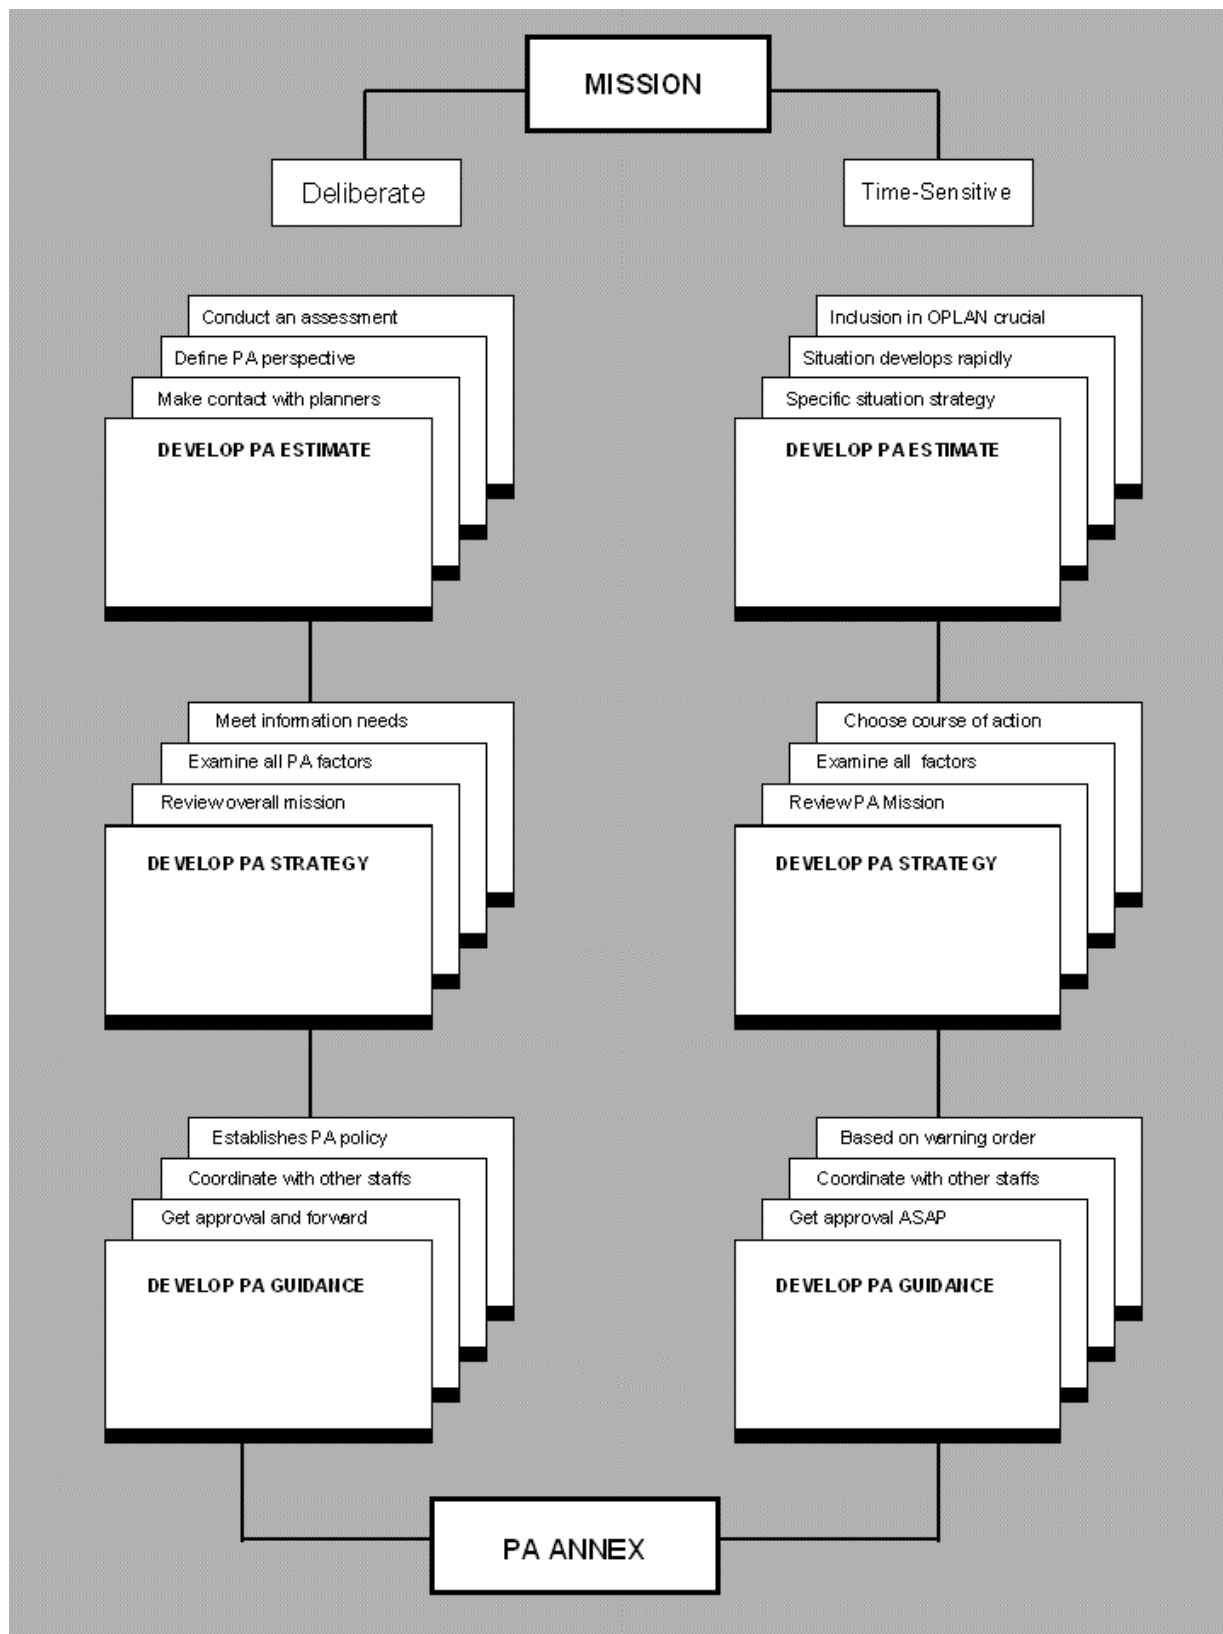 MISSION
Deliberate
Time-Sensitive
Conduct an assessment
Define PA perspective
Make contact with planners
DEVELOP PA ESTIMATE
Inclusion in OPLAN crucial
Situation develops rapidly
Specific situation strategy
DEVELOP PA ESTIMATE
Meet information needs
Examine all PA factors
Review overall mission
DEVELOP PA STRATEGY
Choose course of action
Examine all factors
Review PA Mission
DEVELOP PA STRATEGY
Establishes PA policy
Coordinate with other staffs
Get approval and forward
DEVELOP PA GUIDANCE
Based on warning order
Coordinate with other staffs
Get approval ASAP
DEVELOP PA GUIDANCE
PA ANNEX